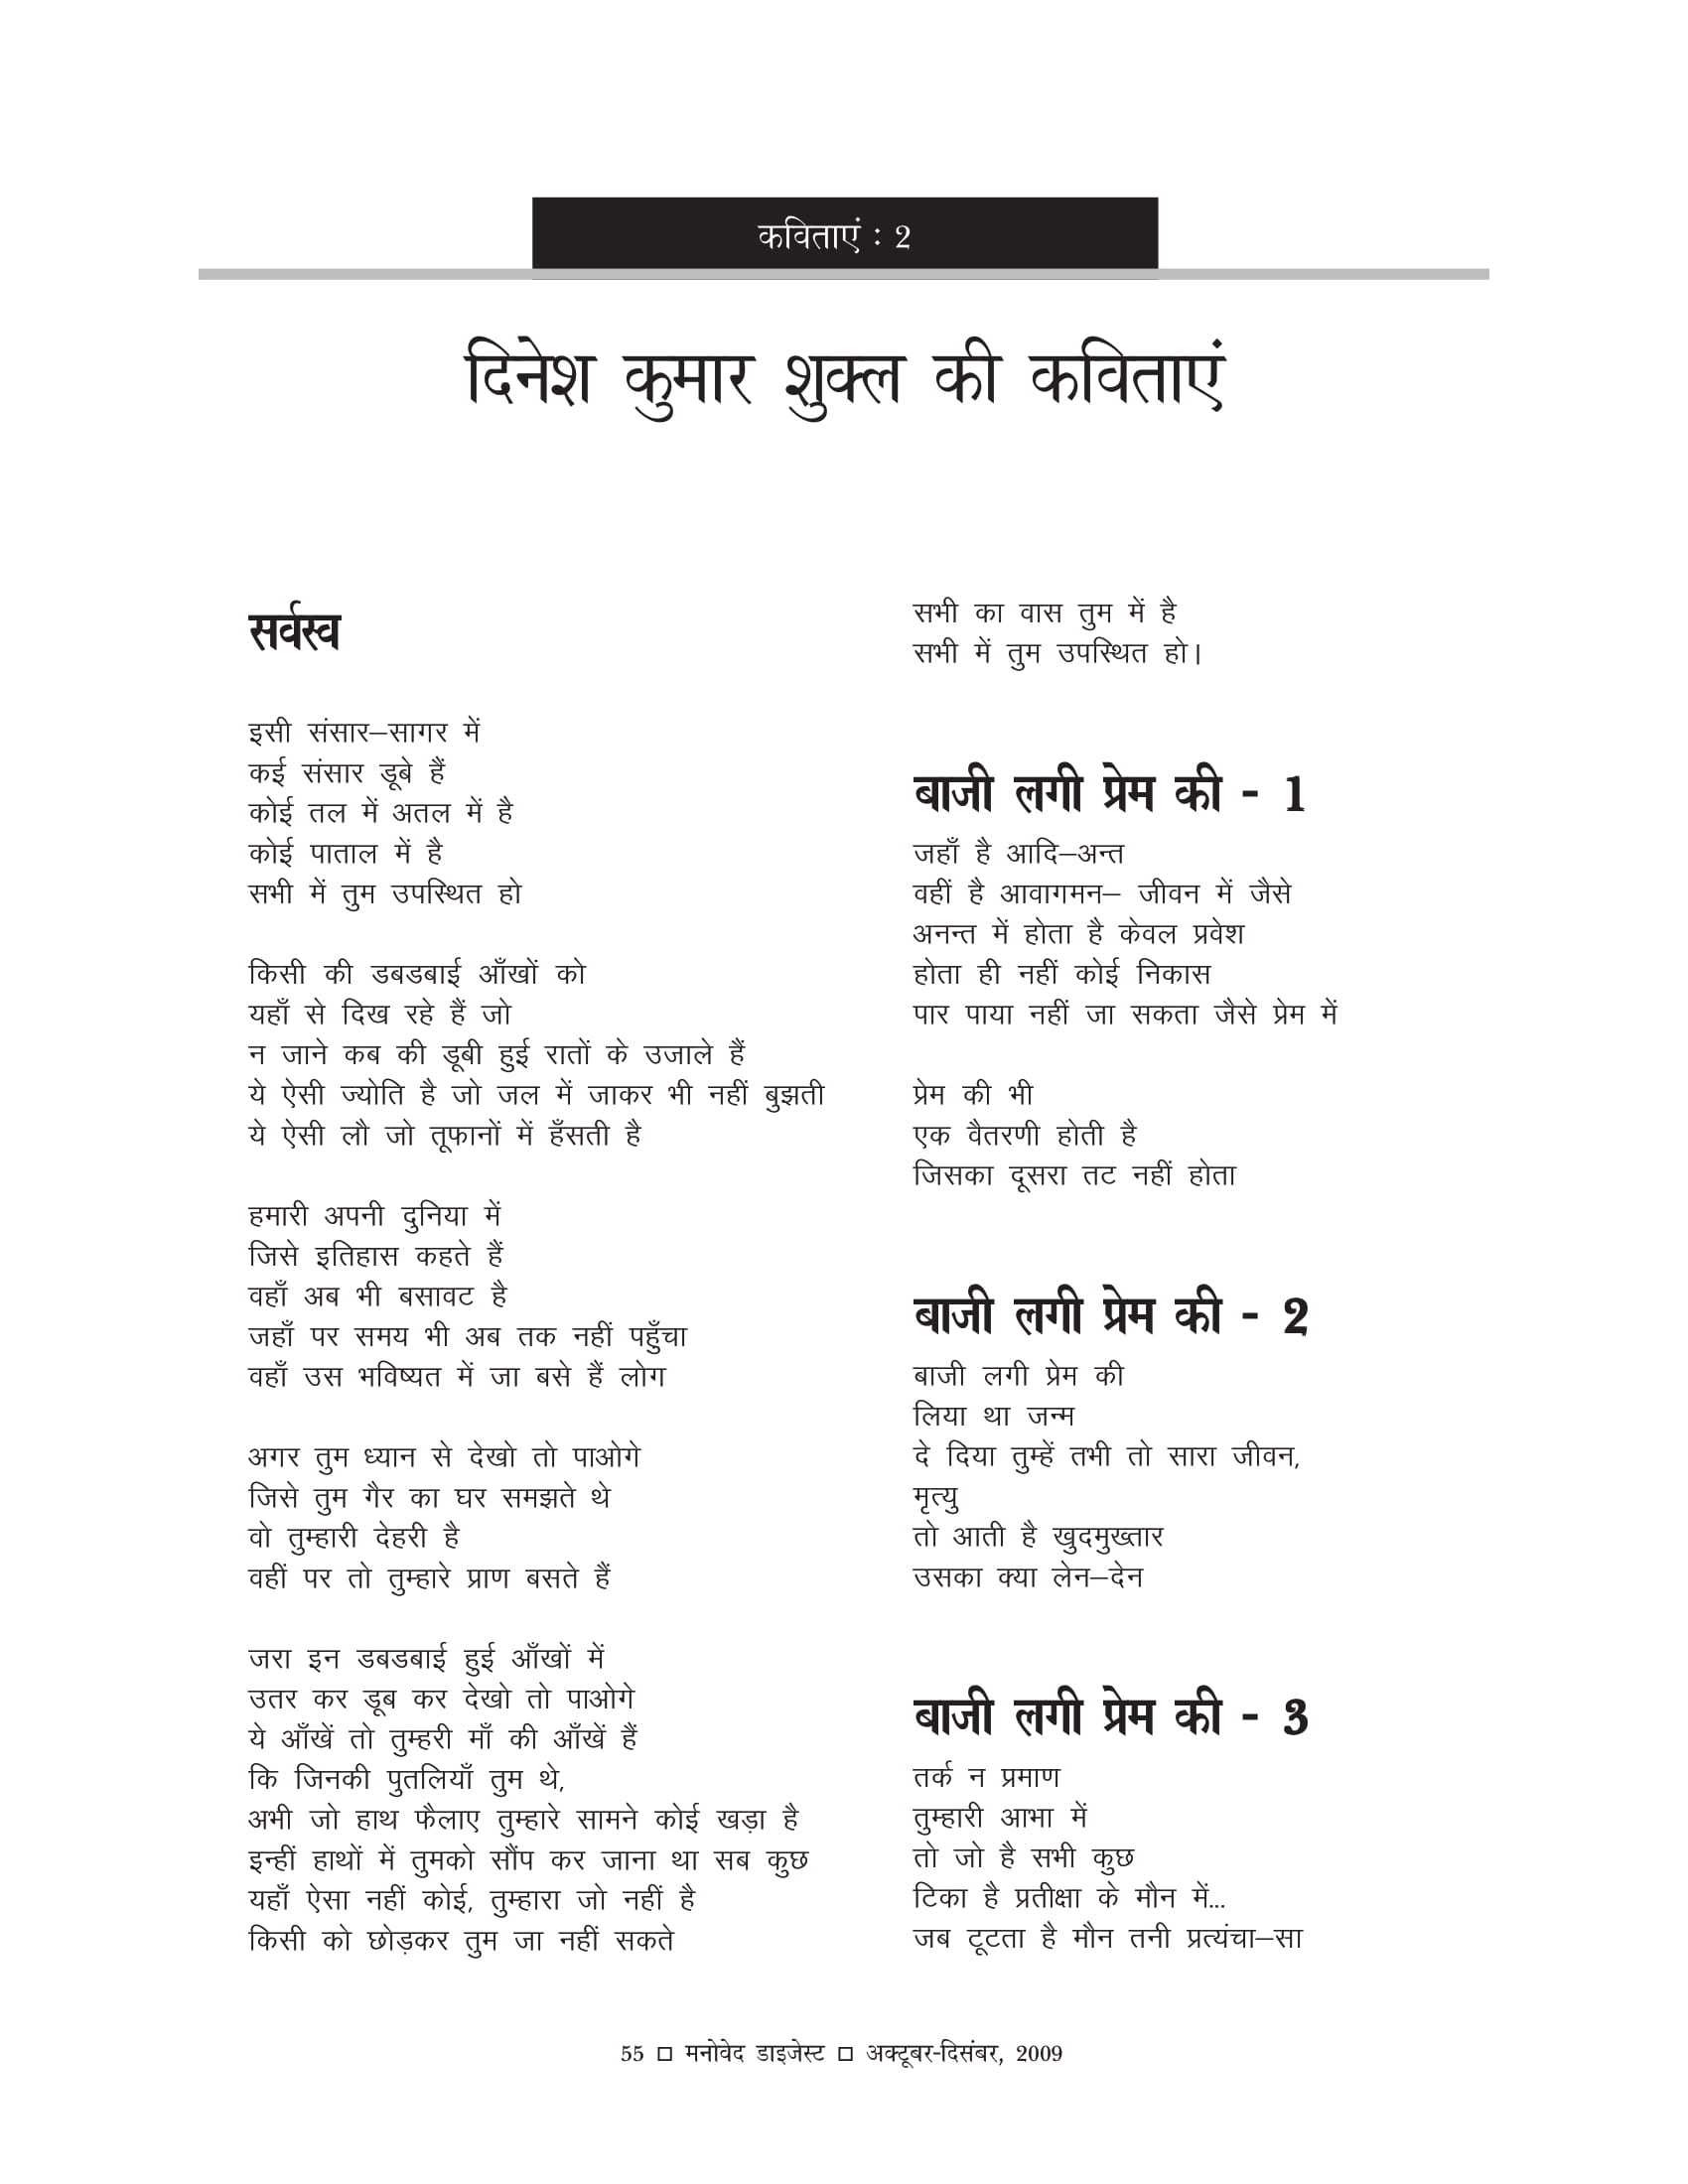 कविताएं : 2
दिनेश कुमार शुक्ल की कविताएं
सर्वस्व
इसी संसार–सागर में
कई संसार डूबे हैं
कोई तल में अतल में है
कोई पाताल में है
सभी में तुम उपस्थित हो
किसी की डबडबाई आँखों को
यहाँ से दिख रहे हैं जो
न जाने कब की डूबी हुई रातों के उजाले हैं
ये ऐसी ज्योति है जो जल में जाकर भी नहीं बुझती
ये ऐसी लौ जो तूफानों में हँसती है
हमारी अपनी दुनिया में
जिसे इतिहास कहते हैं
वहाँ अब भी बसावट है
जहाँ पर समय भी अब तक नहीं पहुँचा
वहाँ उस भविष्यत में जा बसे हैं लोग
अगर तुम ध्यान से देखो तो पाओगे
जिसे तुम गैर का घर समझते थे
वो तुम्हारी देहरी है
वहीं पर तो तुम्हारे प्राण बसते हैं
जरा इन डबडबाई हुई आँखों में
उतर कर डूब कर देखो तो पाओगे
ये आँखें तो तुम्हरी माँ की आँखें हैं
कि जिनकी पुतलियाँ तुम थे,
अभी जो हाथ फैलाए तुम्हारे सामने कोई खड़ा है
इन्हीं हाथों में तुमको सौंप कर जाना था सब कुछ
यहाँ ऐसा नहीं कोई, तुम्हारा जो नहीं है
किसी को छोड़कर तुम जा नहीं सकते
सभी का वास तुम में है
सभी में तुम उपस्थित हो।
बाजी लगी प्रेम की - 1
जहाँ है आदि–अन्त
वहीं है आवागमन– जीवन में जैसे
अनन्त में होता है केवल प्रवेश
होता ही नहीं कोई निकास
पार पाया नहीं जा सकता जैसे प्रेम में
प्रेम की भी
एक वैतरणी होती है
जिसका दूसरा तट नहीं होता
बाजी लगी प्रेम की - 2
बाजी लगी प्रेम की
लिया था जन्म
दे दिया तुम्हें तभी तो सारा जीवन,
मृत्यु
तो आती है खुदमुख्तार
उसका क्या लेन–देन
बाजी लगी प्रेम की - 3
तर्क न प्रमाण
तुम्हारी आभा में
तो जो है सभी कुछ
टिका है प्रतीक्षा के मौन में...
जब टूटता है मौन तनी प्रत्यंचा–सा
55 □ मनोवेद डाइजेस्ट □ अक्टूबर-दिसंबर, 2009